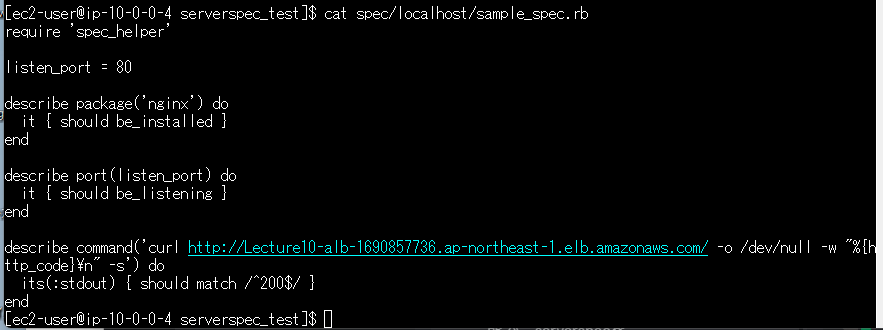 [ec2-user@ip-10-0-0-4 serverspec_test]$ cat spec/localhost/sample_spec.rb
require 'spec_helper'

listen_port = 80

describe package('nginx') do
  it { should be_installed }
end

describe port(listen_port) do
  it { should be_listening }
end

describe command('curl http://Lecture10-alb-1690857736.ap-northeast-1.elb.amazonaws.com/ -o /dev/null -w "%{h
ttp_code}¥n" -s') do
  its(:stdout) { should match /^200$/ }
end
[ec2-user@ip-10-0-0-4 serverspec_test]$